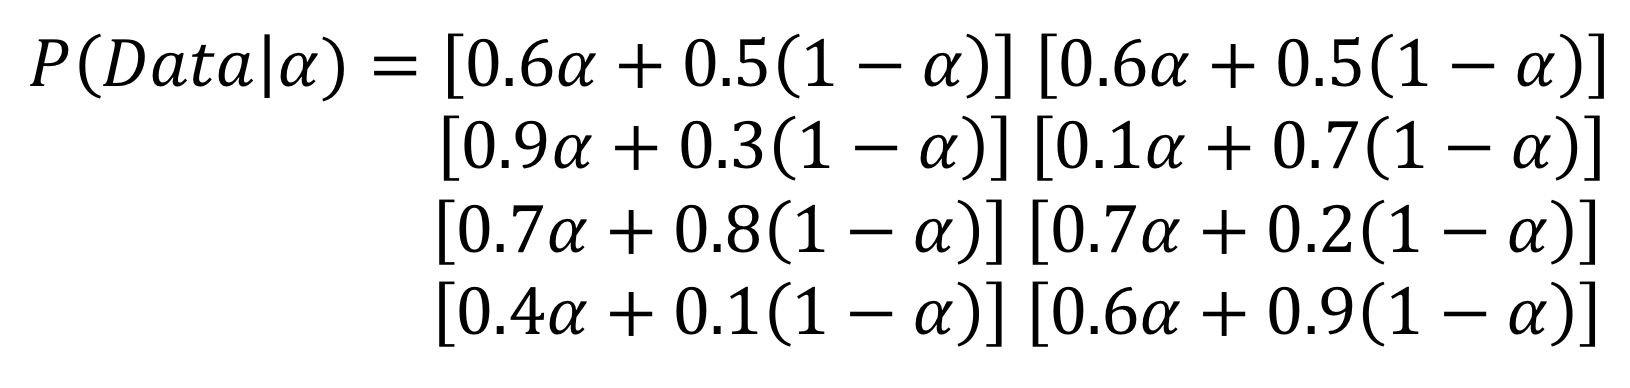 P(Data|α) = [0.6α + 0.5(1 − α)] [0.6α + 0.5(1 − α)]
[0.9α + 0.3(1 − α)] [0.1α + 0.7(1 − α)]
[0.7α + 0.8(1 − α)] [0.7α + 0.2(1 − α)]
[0.4α + 0.1(1 − α)] [0.6α + 0.9(1 − α)]